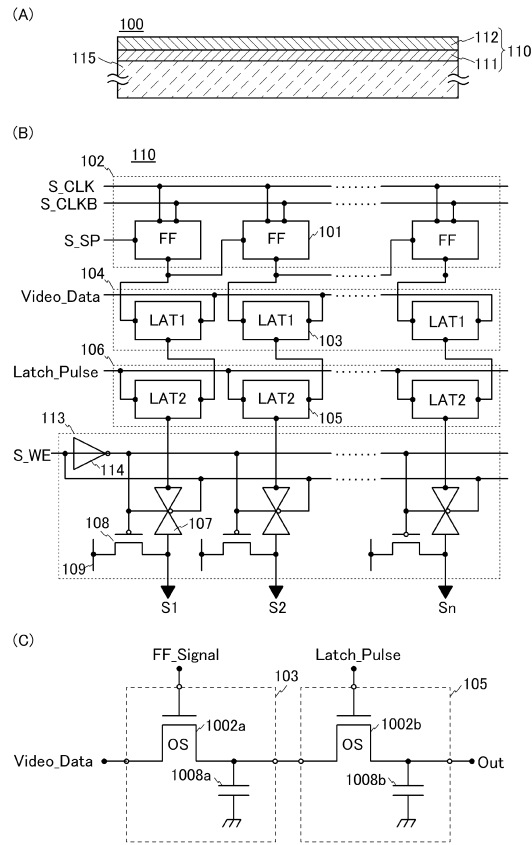 (A)
100
112
110
115
111
(B)
110
102
S_CLK
S_CLKB
S_SP
FF
FF
101
FF
104
Video_Data
LAT1
LAT1
LAT1
103
106
Latch_Pulse
LAT2
LAT2
LAT2
105
113
S_WE
114
107
108
109
S1
S2
Sn
(C)
FF_Signal
Latch_Pulse
103
105
1002a
1002b
OS
OS
Video_Data
Out
1008a
1008b